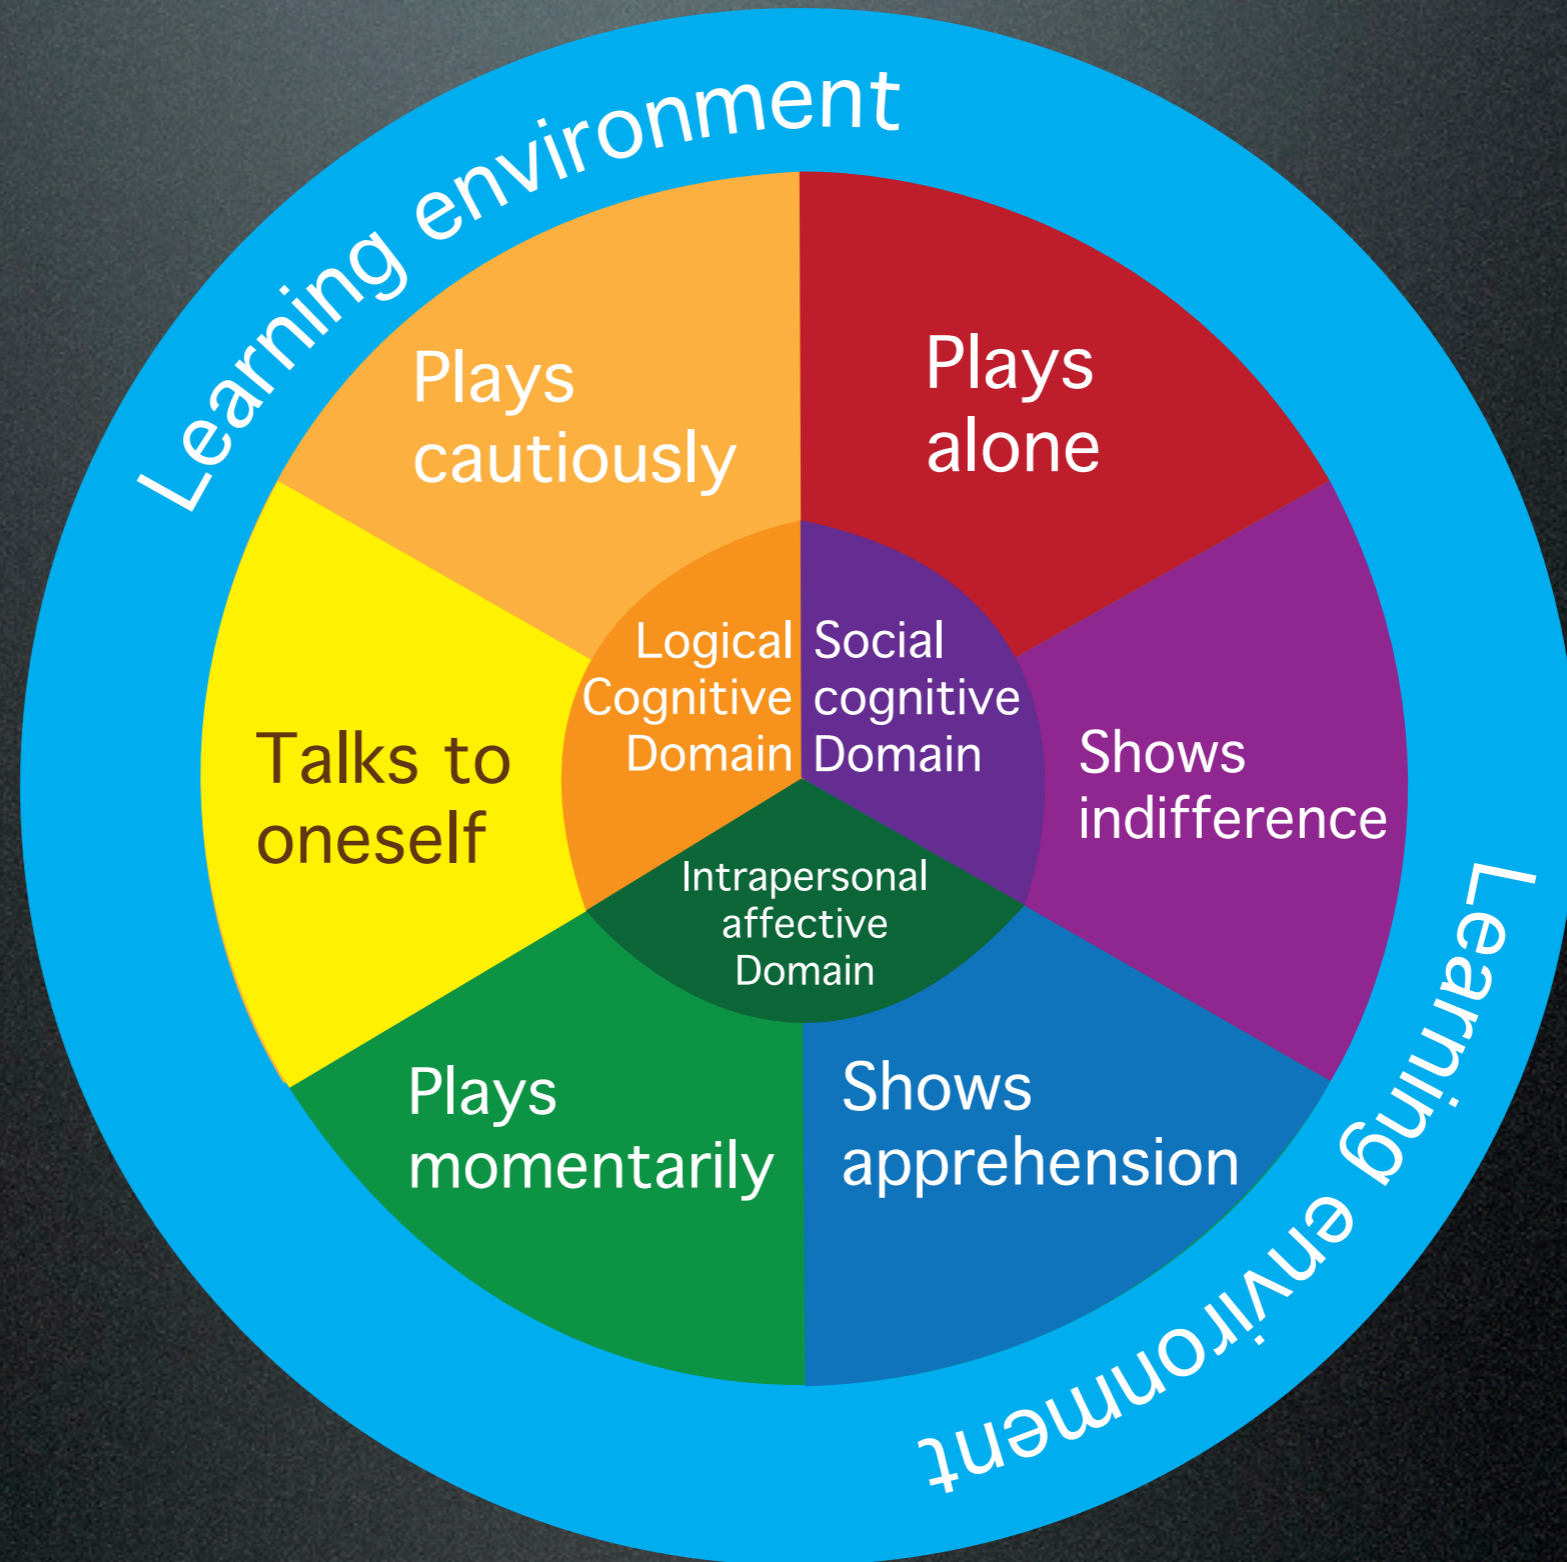 Learning environment
Plays
cautiously
Plays
alone
Talks to
oneself
Logical
Cognitive
Domain
Social
cognitive
Domain
Shows
indifference
Intrapersonal
affective
Domain
Plays
momentarily
Shows
apprehension
Learning environment